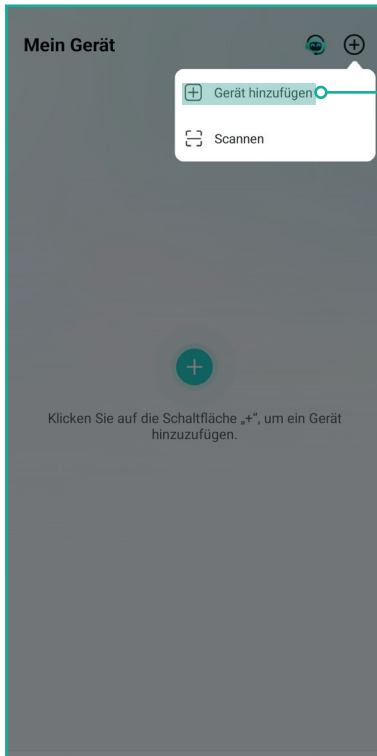 Mein Gerät
Gerät hinzufügen
Scannen
Klicken Sie auf die Schaltfläche „+“, um ein Gerät
hinzuzufügen.